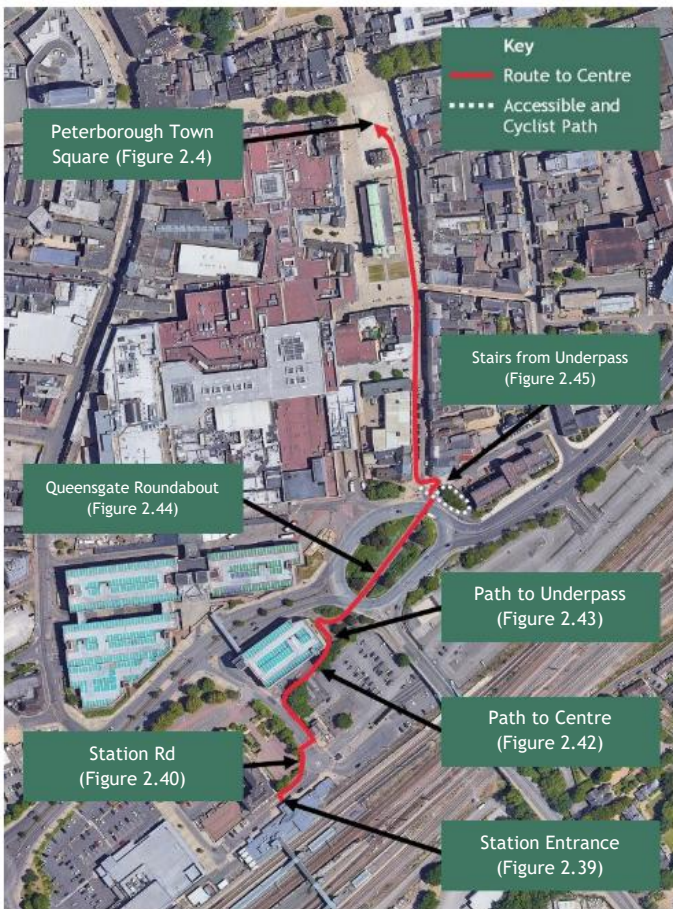 Key
Route to Centre
Accessible and
Cyclist Path
Peterborough Town
Square (Figure 2.4)
Stairs from Underpass
(Figure 2.45)
Queensgate Roundabout
(Figure 2.44)
Path to Underpass
(Figure 2.43)
Path to Centre
(Figure 2.42)
Station Rd
(Figure 2.40)
Station Entrance
(Figure 2.39)